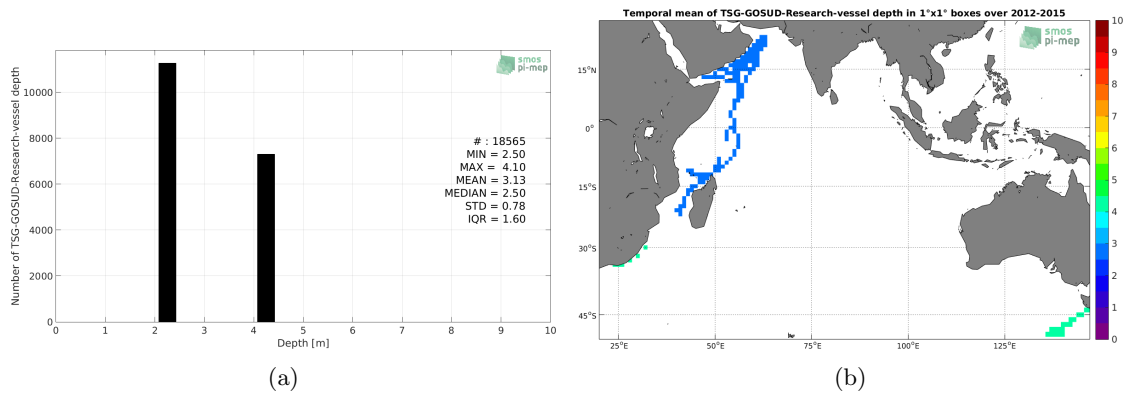 Temporal mean of TSG-GOSUD-Research-vessel depth in 1°x1° boxes over 2012-2015
smos
pi-mep
Number of TSG-GOSUD-Research-vessel depth
10000
8000
6000
4000
2000
0
# : 18565
MIN = 2.50
MAX = 4.10
MEAN = 3.13
MEDIAN = 2.50
STD = 0.78
IQR = 1.60
0 1 2 3 4 5 6 7 8 9 10
Depth [m]
(a)
smos
pi-mep
15°N
0°
15°S
30°S
45°S
25°E 50°E 75°E 100°E 125°E
10
9
8
7
6
5
4
3
2
1
0
(b)